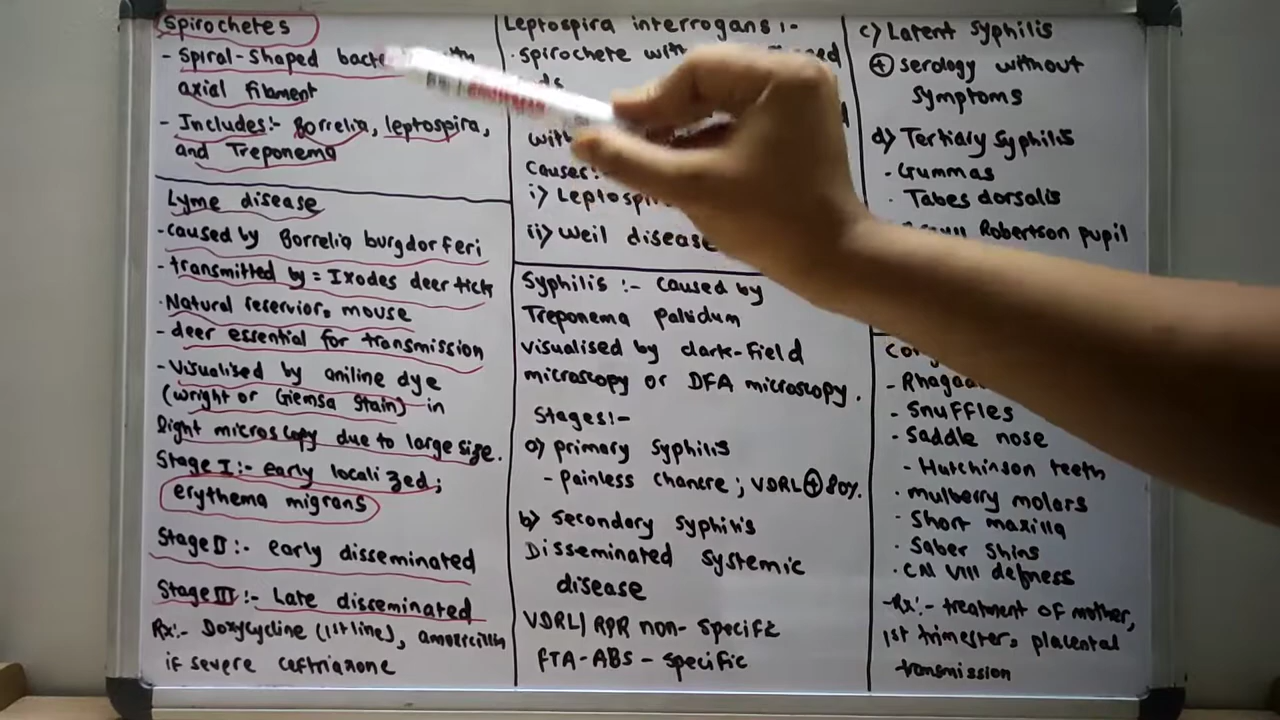 Spirochetes
- Spiral-Shaped bacte
axial filament
- Includes:- Borrelia, leptospira,
and Treponema
Lyme disease
- caused by Borrelia burgdorferi
- transmitted by = Ixodes deer tick
. Natural reservior. mouse
- deer essential for transmission
- Visualised by aniline dye
(wright or Giemsa Stain) in
light microscopy due to large size.
Stage I:- early localized;
erythema migrans
Stage II:- early disseminated
Stage III:- Late disseminated
Rx:- Doxycycline (1st line), amoxicillin
if severe ceftriaxone
Leptospira interrogans :-
. spirochete with
with
Causes:
i) Leptospi
ii) Weil disease
Syphilis :- caused by
Treponema Pallidum
visualised by dark-field
microscopy or DFA microscopy.
Stages:-
a) primary syphilis
- Painless chancre ; VDRL ⊕ 80%.
b) Secondary syphilis
Disseminated systemic
disease
VDRL/ RPR non-specific
FTA-ABS - specific
c) Latent Syphilis
⊕ serology without
symptoms
d) Tertiary syphilis
. Gummas
. Tabes dorsalis
Robertson pupil
- Snuffles
. Saddle nose
- Hutchinson teeth
. mulberry molars
. Short maxilla
. Saber shins
. CN VIII defness
- Rx:- treatment of mother,
1st trimester, placental
transmission